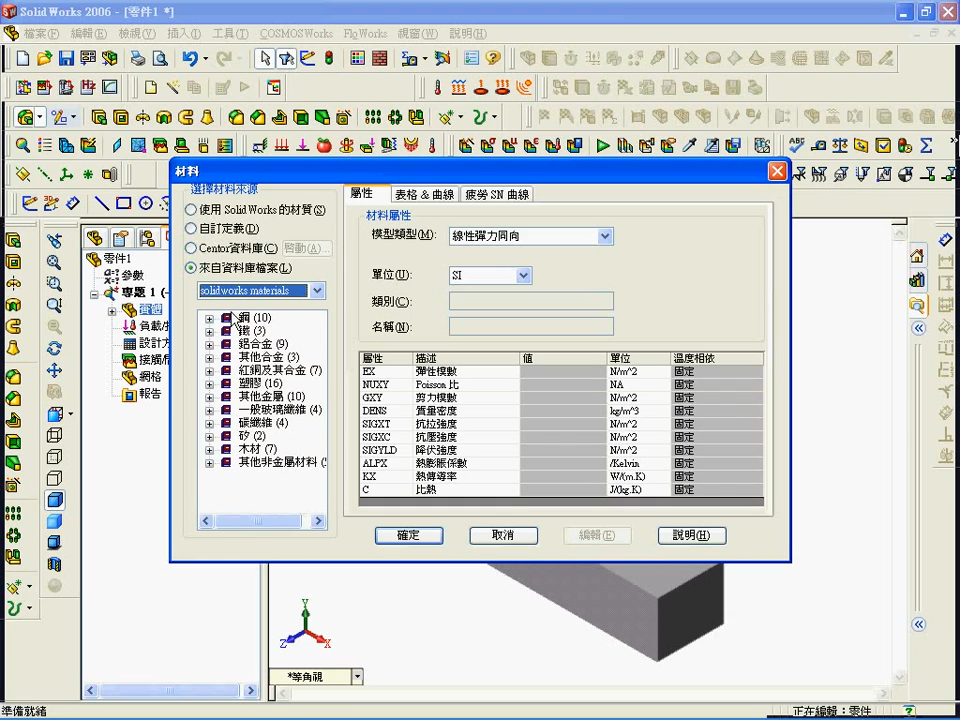 SolidWorks 2006 - [零件1 *]
檔案(F) 編輯(E) 檢視(V) 插入(I) 工具(T) COSMOSWorks FloWorks 視窗(W) 說明(H)
零件1
參數
專題 1 (
實體
負載/
設計方
接觸/
網格
報告
材料
選擇材料來源
使用 SolidWorks 的材質(S)
自訂定義(D)
Centor資料庫(C) 啟動(A)...
來自資料庫檔案(L)
solidworks materials
鋼 (10)
鐵 (3)
鋁合金 (9)
其他合金 (3)
紅銅及其合金 (7)
塑膠 (16)
其他金屬 (10)
一般玻璃纖維 (4)
碳纖維 (4)
矽 (2)
木材 (7)
其他非金屬材料 (
屬性 表格 & 曲線 疲勞 SN 曲線
材料屬性
模型類型(M): 線性彈力同向
單位(U): SI
類別(C):
名稱(N):
屬性 描述 值 單位 溫度相依
EX 彈性模數 N/m^2 固定
NUXY Poisson 比 NA 固定
GXY 剪力模數 N/m^2 固定
DENS 質量密度 kg/m^3 固定
SIGXT 抗拉強度 N/m^2 固定
SIGXC 抗壓強度 N/m^2 固定
SIGYLD 降伏強度 N/m^2 固定
ALPX 熱膨脹係數 /Kelvin 固定
KX 熱傳導率 W/(m.K) 固定
C 比熱 J/(kg.K) 固定
確定 取消 編輯(E) 說明(H)
Y
Z X
*等角視
準備就緒 正在編輯：零件